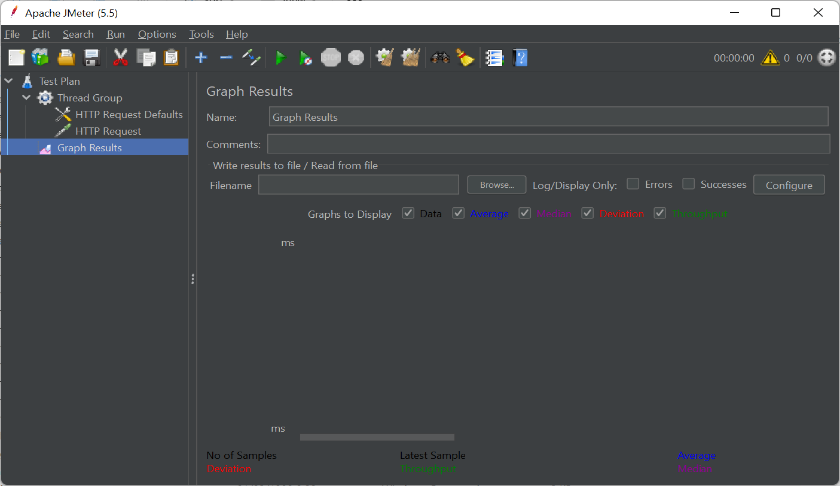 Apache JMeter (5.5)
File Edit Search Run Options Tools Help
00:00:00 0 0/0
Test Plan
Thread Group
HTTP Request Defaults
HTTP Request
Graph Results
Graph Results
Name: Graph Results
Comments:
Write results to file / Read from file
Filename Browse... Log/Display Only: Errors Successes Configure
Graphs to Display Data Average Median Deviation Throughput
ms
ms
No of Samples Latest Sample Average
Deviation Throughput Median